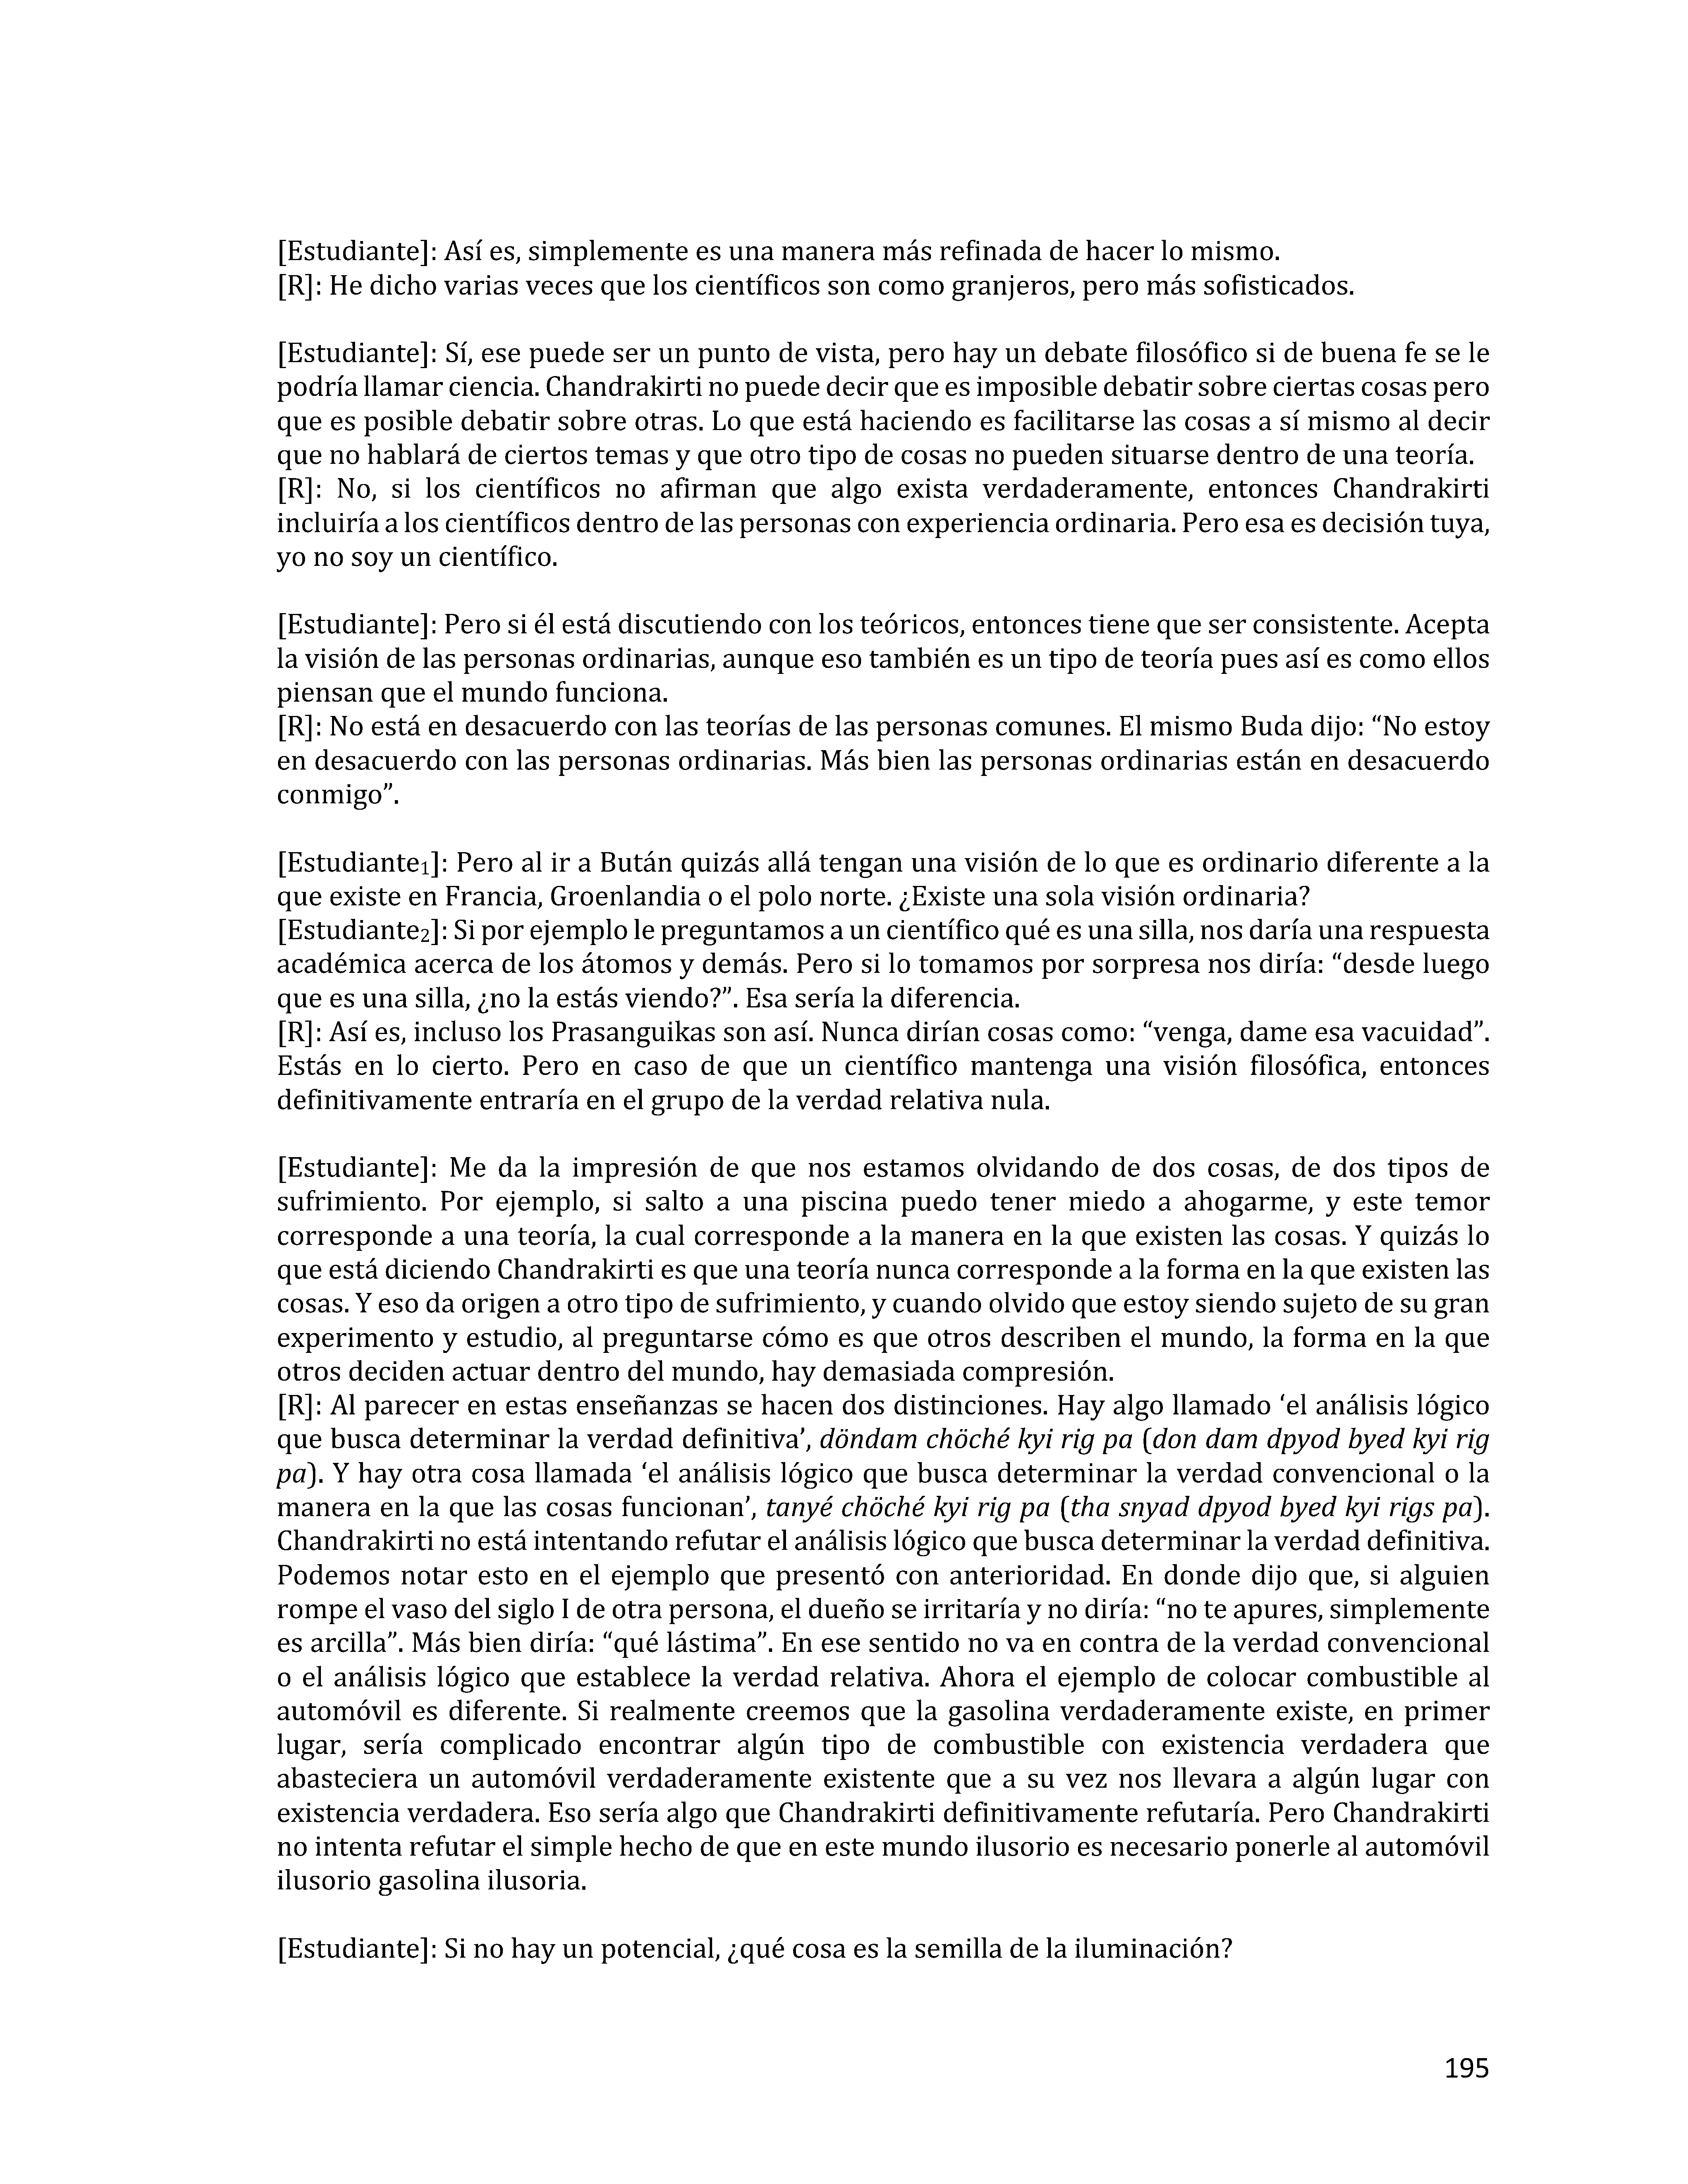 [Estudiante]: Así es, simplemente es una manera más refinada de hacer lo mismo.
[R]: He dicho varias veces que los científicos son como granjeros, pero más sofisticados.
[Estudiante]: Sí, ese puede ser un punto de vista, pero hay un debate filosófico si de buena fe se le
podría llamar ciencia. Chandrakirti no puede decir que es imposible debatir sobre ciertas cosas pero
que es posible debatir sobre otras. Lo que está haciendo es facilitarse las cosas a sí mismo al decir
que no hablará de ciertos temas y que otro tipo de cosas no pueden situarse dentro de una teoría.
[R]: No, si los científicos no afirman que algo exista verdaderamente, entonces Chandrakirti
incluiría a los científicos dentro de las personas con experiencia ordinaria. Pero esa es decisión tuya,
yo no soy un científico.
[Estudiante]: Pero si él está discutiendo con los teóricos, entonces tiene que ser consistente. Acepta
la visión de las personas ordinarias, aunque eso también es un tipo de teoría pues así es como ellos
piensan que el mundo funciona.
[R]: No está en desacuerdo con las teorías de las personas comunes. El mismo Buda dijo: “No estoy
en desacuerdo con las personas ordinarias. Más bien las personas ordinarias están en desacuerdo
conmigo”.
[Estudiante₁]: Pero al ir a Bután quizás allá tengan una visión de lo que es ordinario diferente a la
que existe en Francia, Groenlandia o el polo norte. ¿Existe una sola visión ordinaria?
[Estudiante₂]: Si por ejemplo le preguntamos a un científico qué es una silla, nos daría una respuesta
académica acerca de los átomos y demás. Pero si lo tomamos por sorpresa nos diría: “desde luego
que es una silla, ¿no la estás viendo?”. Esa sería la diferencia.
[R]: Así es, incluso los Prasanguikas son así. Nunca dirían cosas como: “venga, dame esa vacuidad”.
Estás en lo cierto. Pero en caso de que un científico mantenga una visión filosófica, entonces
definitivamente entraría en el grupo de la verdad relativa nula.
[Estudiante]: Me da la impresión de que nos estamos olvidando de dos cosas, de dos tipos de
sufrimiento. Por ejemplo, si salto a una piscina puedo tener miedo a ahogarme, y este temor
corresponde a una teoría, la cual corresponde a la manera en la que existen las cosas. Y quizás lo
que está diciendo Chandrakirti es que una teoría nunca corresponde a la forma en la que existen las
cosas. Y eso da origen a otro tipo de sufrimiento, y cuando olvido que estoy siendo sujeto de su gran
experimento y estudio, al preguntarse cómo es que otros describen el mundo, la forma en la que
otros deciden actuar dentro del mundo, hay demasiada compresión.
[R]: Al parecer en estas enseñanzas se hacen dos distinciones. Hay algo llamado ‘el análisis lógico
que busca determinar la verdad definitiva’, döndam chöché kyi rig pa (don dam dpyod byed kyi rig
pa). Y hay otra cosa llamada ‘el análisis lógico que busca determinar la verdad convencional o la
manera en la que las cosas funcionan’, tanyé chöché kyi rig pa (tha snyad dpyod byed kyi rigs pa).
Chandrakirti no está intentando refutar el análisis lógico que busca determinar la verdad definitiva.
Podemos notar esto en el ejemplo que presentó con anterioridad. En donde dijo que, si alguien
rompe el vaso del siglo I de otra persona, el dueño se irritaría y no diría: “no te apures, simplemente
es arcilla”. Más bien diría: “qué lástima”. En ese sentido no va en contra de la verdad convencional
o el análisis lógico que establece la verdad relativa. Ahora el ejemplo de colocar combustible al
automóvil es diferente. Si realmente creemos que la gasolina verdaderamente existe, en primer
lugar, sería complicado encontrar algún tipo de combustible con existencia verdadera que
abasteciera un automóvil verdaderamente existente que a su vez nos llevara a algún lugar con
existencia verdadera. Eso sería algo que Chandrakirti definitivamente refutaría. Pero Chandrakirti
no intenta refutar el simple hecho de que en este mundo ilusorio es necesario ponerle al automóvil
ilusorio gasolina ilusoria.
[Estudiante]: Si no hay un potencial, ¿qué cosa es la semilla de la iluminación?
195